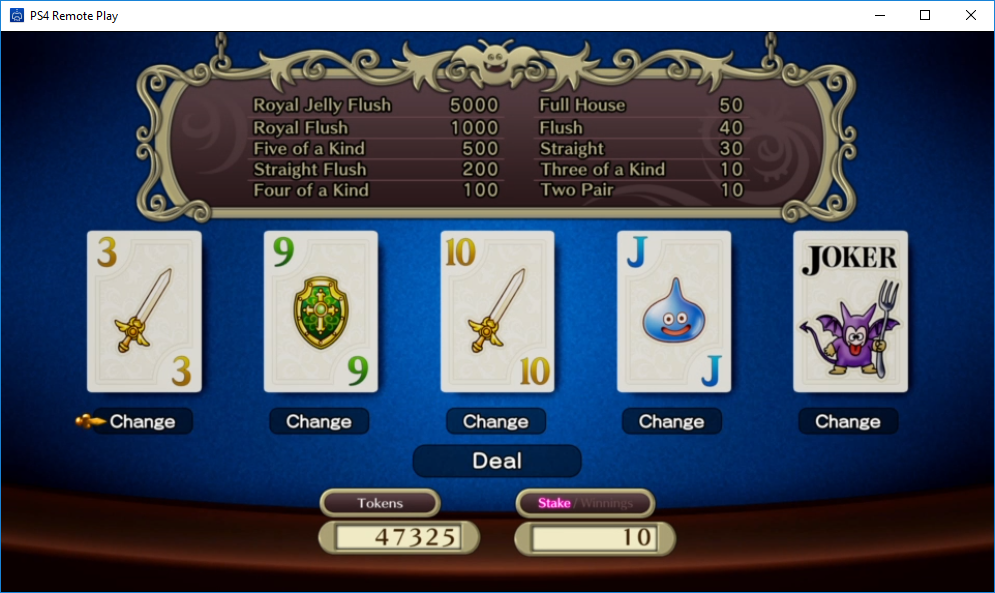 PS4 Remote Play
Royal Jelly Flush 5000 Full House 50
Royal Flush 1000 Flush 40
Five of a Kind 500 Straight 30
Straight Flush 200 Three of a Kind 10
Four of a Kind 100 Two Pair 10
3 9 10 J JOKER
3 9 10 J
Change Change Change Change Change
Deal
Tokens Stake / Winnings
47325 10